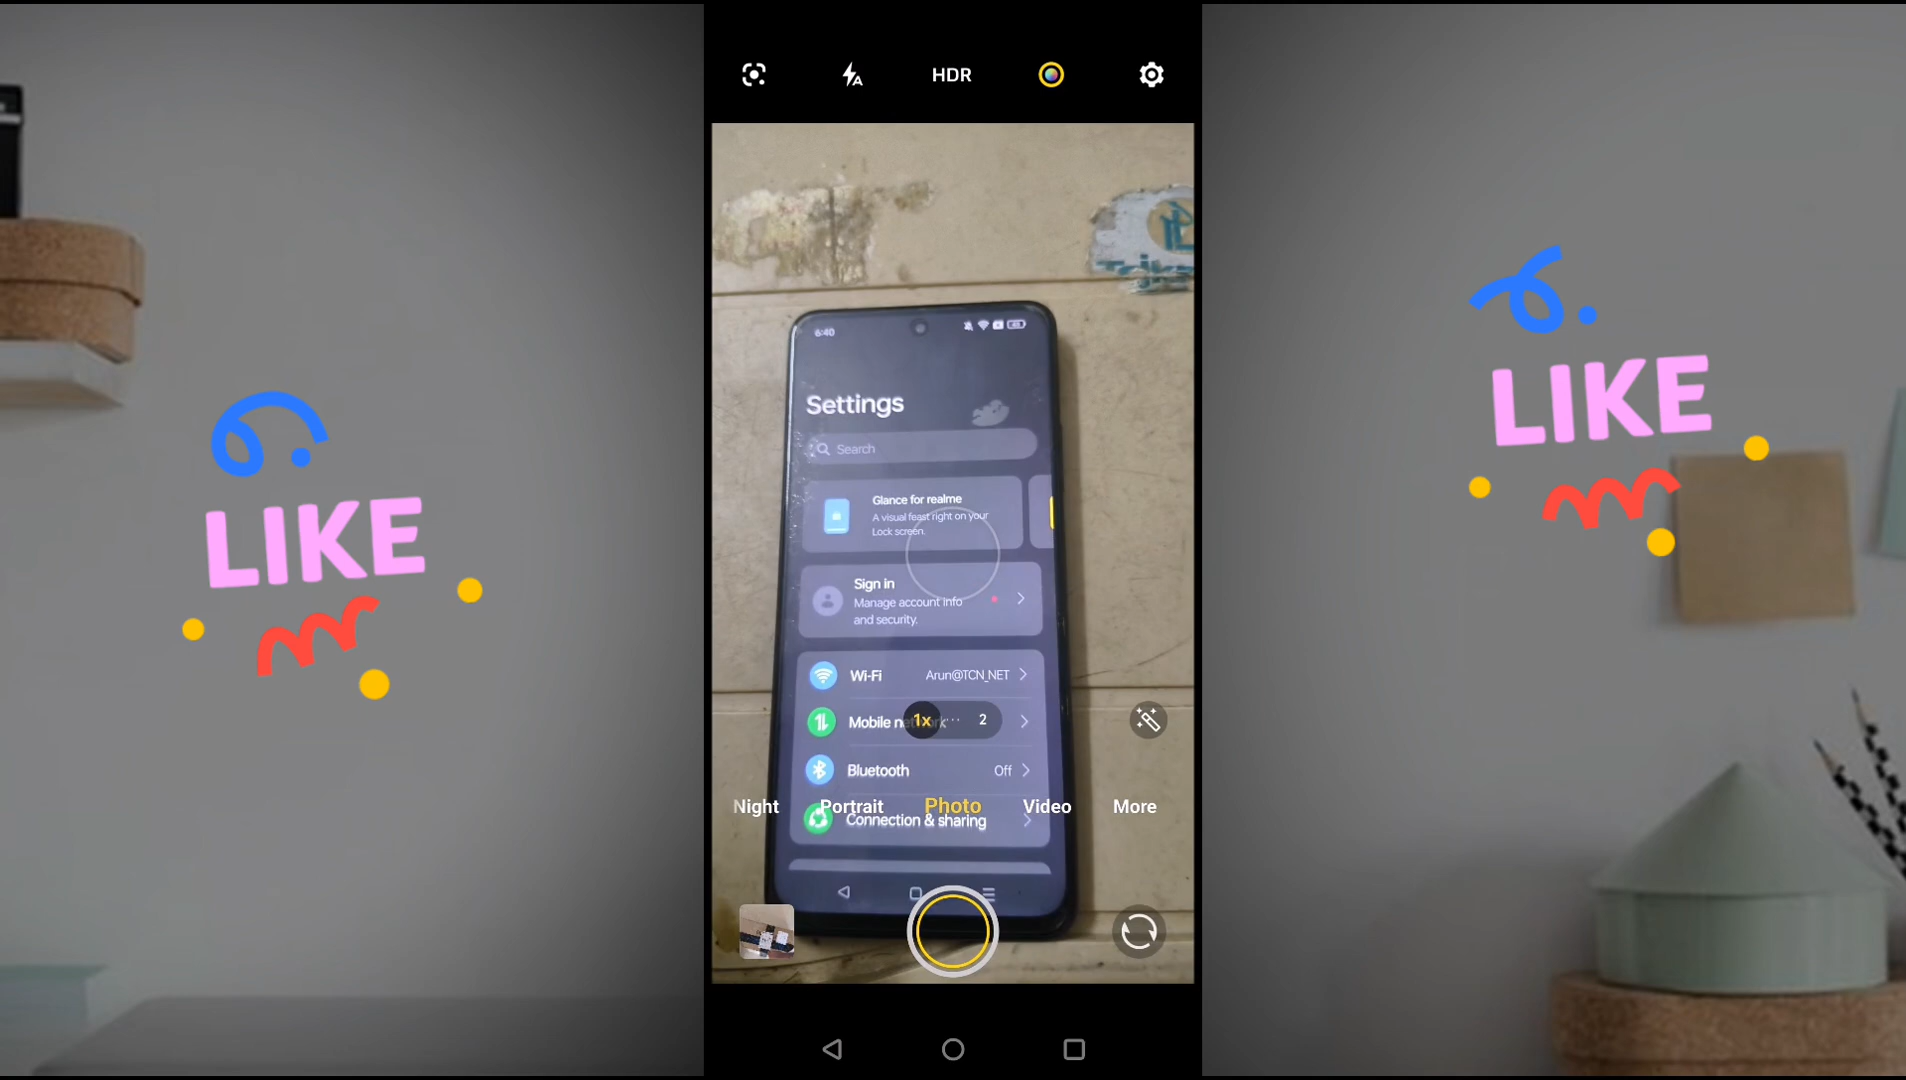 HDR
6:40
Settings
Search
Glance for realme
A visual feast right on your
Lock screen.
Sign in
Manage account info
and security.
Wi-Fi Arun@TCN_NET
Mobile network
1x 2
Bluetooth Off
Night Portrait Photo Video More
Connection & sharing
LIKE
LIKE